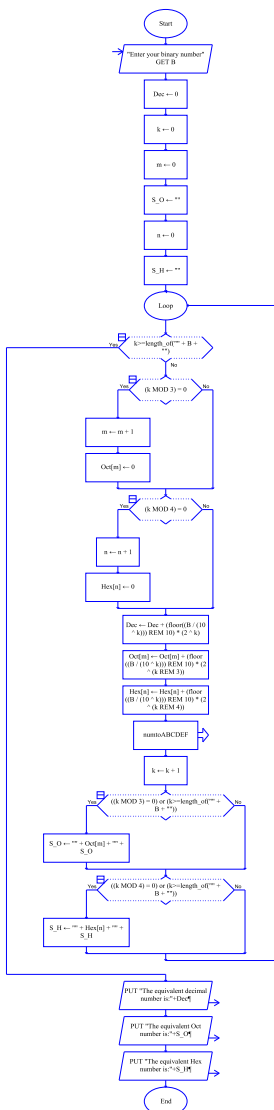 Start
"Enter your binary number"
GET B
Dec ← 0
k ← 0
m ← 0
S_O ← ""
n ← 0
S_H ← ""
Loop
k>=length_of("" + B +
"")
Yes
No
(k MOD 3) = 0
Yes
No
m ← m + 1
Oct[m] ← 0
(k MOD 4) = 0
Yes
No
n ← n + 1
Hex[n] ← 0
Dec ← Dec + (floor((B / (10
^ k))) REM 10) * (2 ^ k)
Oct[m] ← Oct[m] + (floor
((B / (10 ^ k))) REM 10) * (2
^ (k REM 3))
Hex[n] ← Hex[n] + (floor
((B / (10 ^ k))) REM 10) * (2
^ (k REM 4))
numtoABCDEF
k ← k + 1
((k MOD 3) = 0) or (k>=length_of("" +
B + ""))
Yes
No
S_O ← "" + Oct[m] + "" +
S_O
((k MOD 4) = 0) or (k>=length_of("" +
B + ""))
Yes
No
S_H ← "" + Hex[n] + "" +
S_H
PUT "The equivalent decimal
number is:"+Dec¶
PUT "The equivalent Oct
number is:"+S_O¶
PUT "The equivalent Hex
number is:"+S_H¶
End